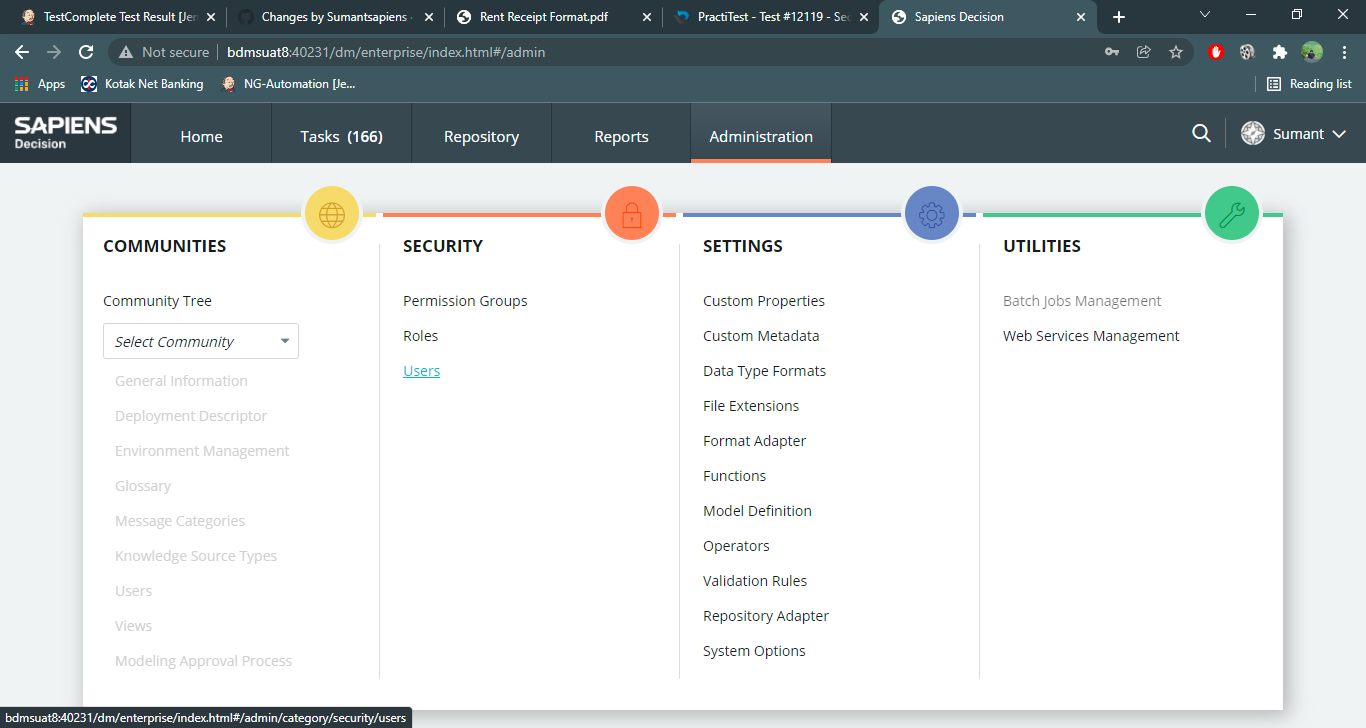 TestComplete Test Result [Jer
Changes by Sumantsapiens
Rent Receipt Format.pdf
PractiTest - Test #12119 - Sec
Sapiens Decision
Not secure
bdmsuat8:40231/dm/enterprise/index.html#/admin
Apps
Kotak Net Banking
NG-Automation [Je...
Reading list
SAPIENS
Decision
Home
Tasks (166)
Repository
Reports
Administration
Sumant
COMMUNITIES
Community Tree
Select Community
General Information
Deployment Descriptor
Environment Management
Glossary
Message Categories
Knowledge Source Types
Users
Views
Modeling Approval Process
SECURITY
Permission Groups
Roles
Users
SETTINGS
Custom Properties
Custom Metadata
Data Type Formats
File Extensions
Format Adapter
Functions
Model Definition
Operators
Validation Rules
Repository Adapter
System Options
UTILITIES
Batch Jobs Management
Web Services Management
bdmsuat8:40231/dm/enterprise/index.html#/admin/category/security/users